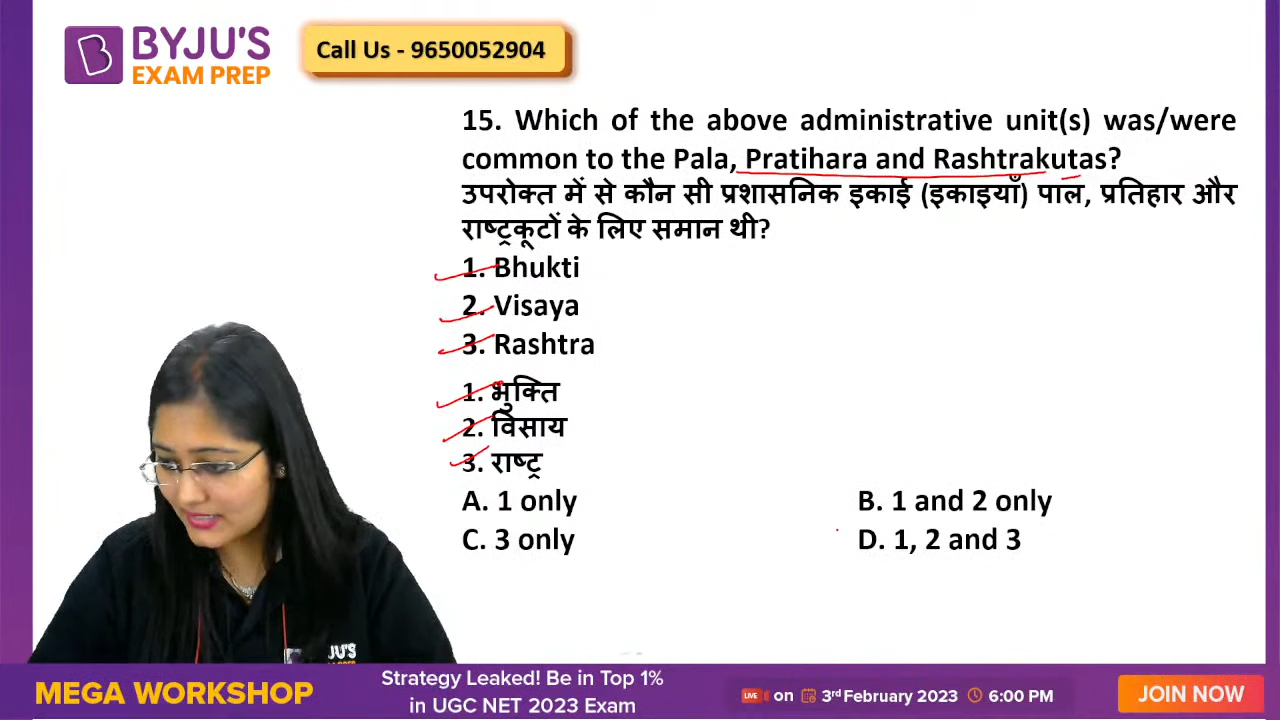 BYJU'S
EXAM PREP
Call Us - 9650052904
15. Which of the above administrative unit(s) was/were
common to the Pala, Pratihara and Rashtrakutas?
उपरोक्त में से कौन सी प्रशासनिक इकाई (इकाइयाँ) पाल, प्रतिहार और
राष्ट्रकूटों के लिए समान थी?
1. Bhukti
2. Visaya
3. Rashtra
1. भुक्ति
2. विसाय
3. राष्ट्र
A. 1 only B. 1 and 2 only
C. 3 only D. 1, 2 and 3
MEGA WORKSHOP
Strategy Leaked! Be in Top 1%
in UGC NET 2023 Exam
LIVE on 3rd February 2023 6:00 PM
JOIN NOW